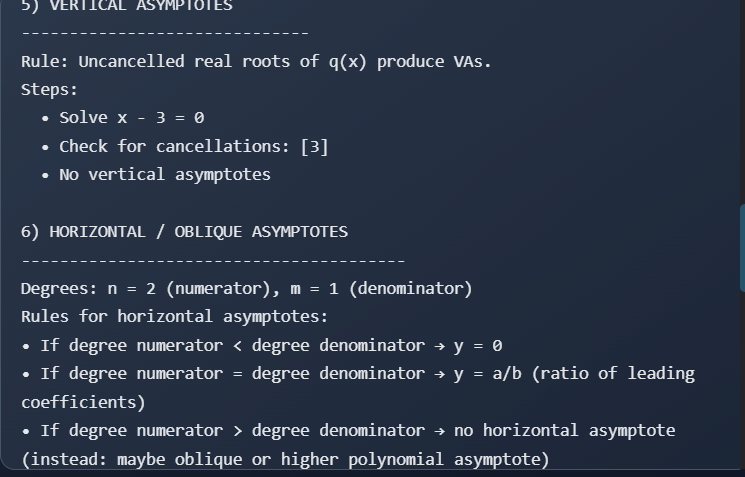 5) VERTICAL ASYMPTOTES
------------------------------
Rule: Uncancelled real roots of q(x) produce VAs.
Steps:
• Solve x - 3 = 0
• Check for cancellations: [3]
• No vertical asymptotes
6) HORIZONTAL / OBLIQUE ASYMPTOTES
----------------------------------------
Degrees: n = 2 (numerator), m = 1 (denominator)
Rules for horizontal asymptotes:
• If degree numerator < degree denominator → y = 0
• If degree numerator = degree denominator → y = a/b (ratio of leading
coefficients)
• If degree numerator > degree denominator → no horizontal asymptote
(instead: maybe oblique or higher polynomial asymptote)